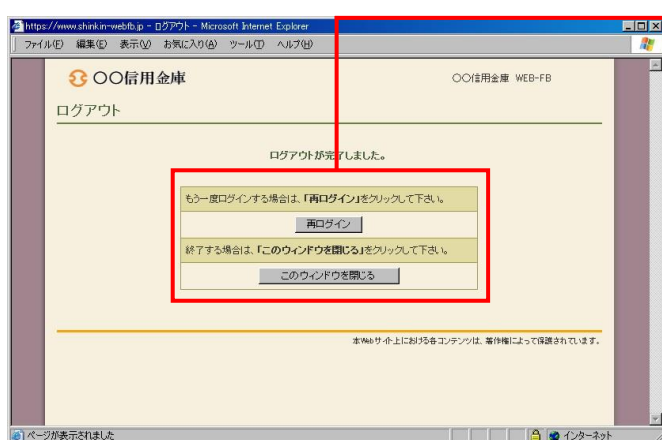 https://www.shinkin-webfb.jp - ログアウト - Microsoft Internet Explorer
ファイル(F) 編集(E) 表示(V) お気に入り(A) ツール(T) ヘルプ(H)
〇〇信用金庫
〇〇信用金庫 WEB-FB
ログアウト
ログアウトが完了しました。
もう一度ログインする場合は、「再ログイン」をクリックして下さい。
再ログイン
終了する場合は、「このウィンドウを閉じる」をクリックして下さい。
このウィンドウを閉じる
本Webサイト上における各コンテンツは、著作権によって保護されています。
ページが表示されました
インターネット